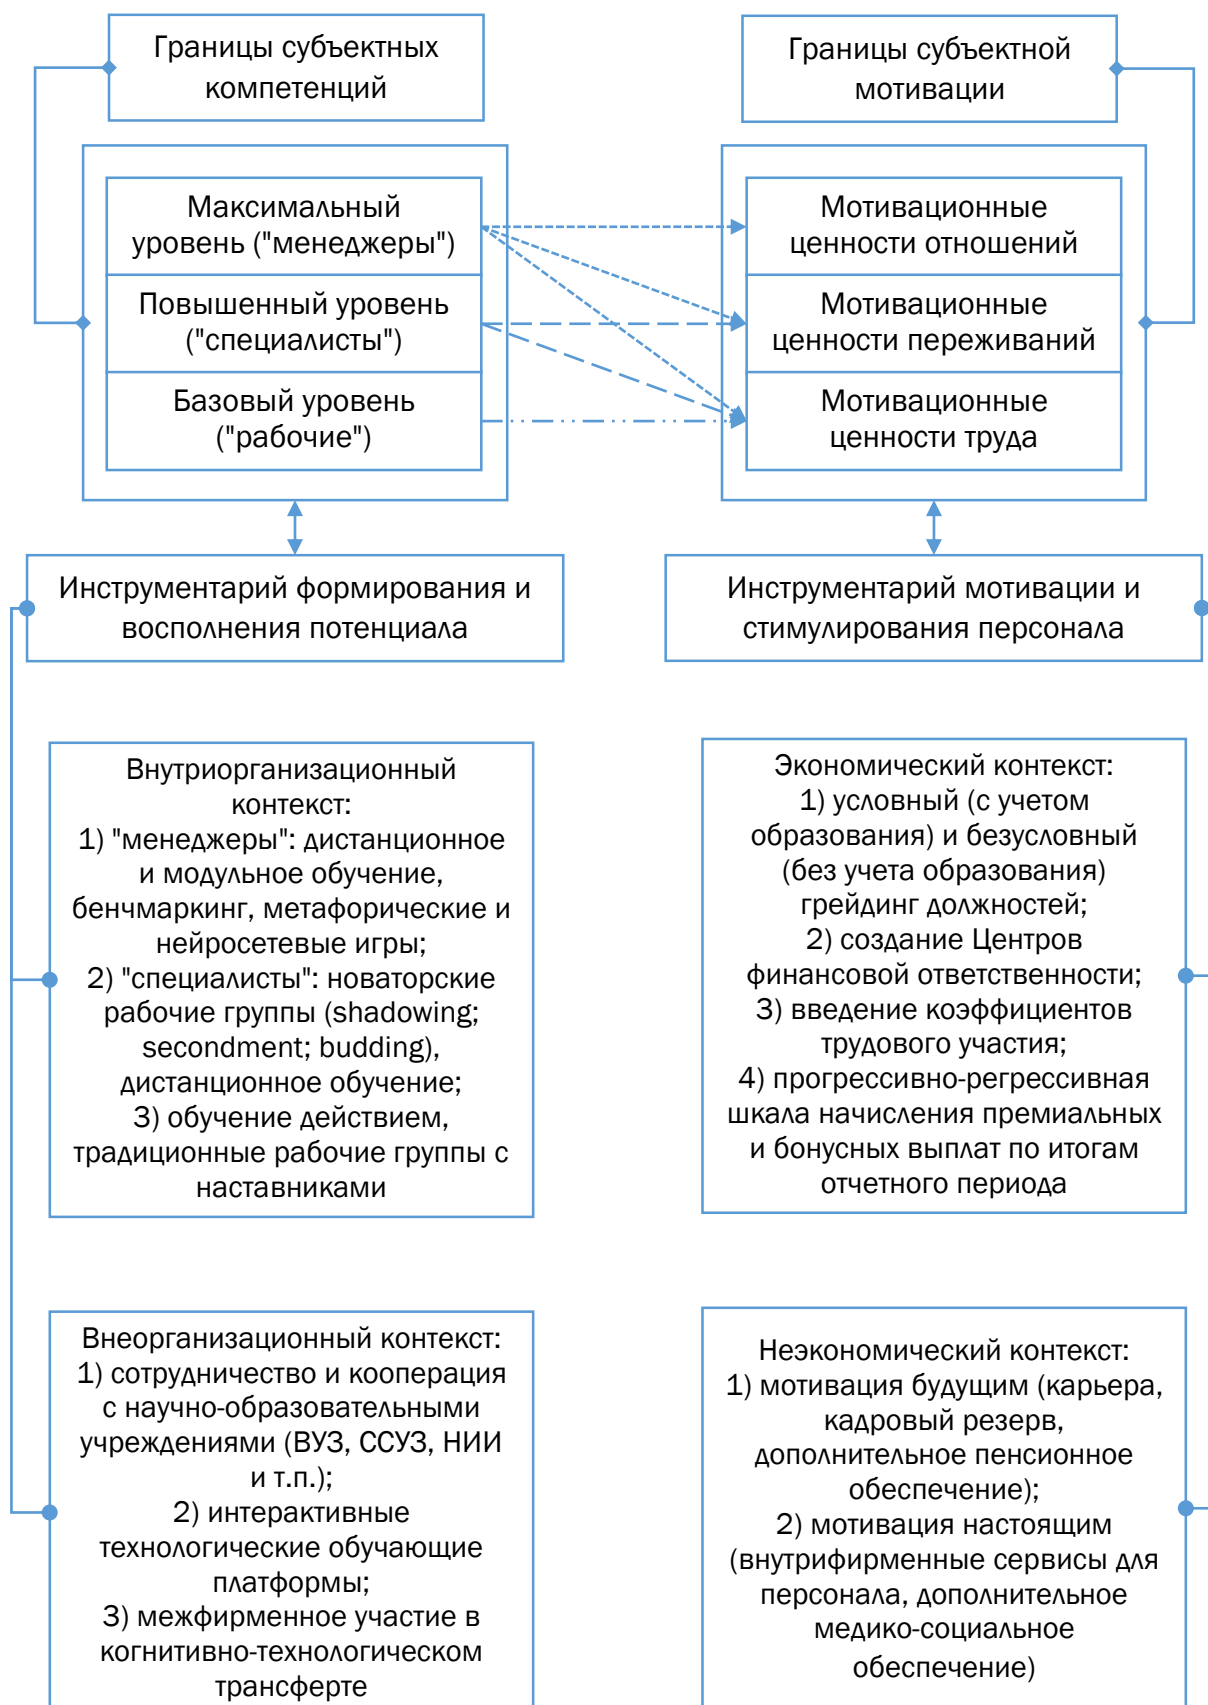 Границы субъектных
компетенций
Границы субъектной
мотивации
Максимальный
уровень ("менеджеры")
Повышенный уровень
("специалисты")
Базовый уровень
("рабочие")
Мотивационные
ценности отношений
Мотивационные
ценности переживаний
Мотивационные
ценности труда
Инструментарий формирования и
восполнения потенциала
Инструментарий мотивации и
стимулирования персонала
Внутриорганизационный
контекст:
1) "менеджеры": дистанционное
и модульное обучение,
бенчмаркинг, метафорические и
нейросетевые игры;
2) "специалисты": новаторские
рабочие группы (shadowing;
secondment; budding),
дистанционное обучение;
3) обучение действием,
традиционные рабочие группы с
наставниками
Экономический контекст:
1) условный (с учетом
образования) и безусловный
(без учета образования)
грейдинг должностей;
2) создание Центров
финансовой ответственности;
3) введение коэффициентов
трудового участия;
4) прогрессивно-регрессивная
шкала начисления премиальных
и бонусных выплат по итогам
отчетного периода
Внеорганизационный контекст:
1) сотрудничество и кооперация
с научно-образовательными
учреждениями (ВУЗ, ССУЗ, НИИ
и т.п.);
2) интерактивные
технологические обучающие
платформы;
3) межфирменное участие в
когнитивно-технологическом
трансферте
Неэкономический контекст:
1) мотивация будущим (карьера,
кадровый резерв,
дополнительное пенсионное
обеспечение);
2) мотивация настоящим
(внутрифирменные сервисы для
персонала, дополнительное
медико-социальное
обеспечение)